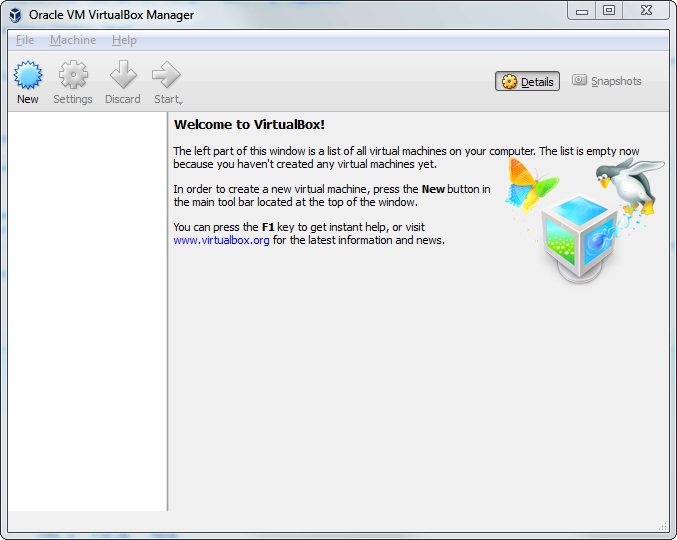 Oracle VM VirtualBox Manager
File Machine Help
New Settings Discard Start
Details Snapshots
Welcome to VirtualBox!
The left part of this window is a list of all virtual machines on your computer. The list is empty now
because you haven't created any virtual machines yet.
In order to create a new virtual machine, press the New button in
the main tool bar located at the top of the window.
You can press the F1 key to get instant help, or visit
www.virtualbox.org for the latest information and news.